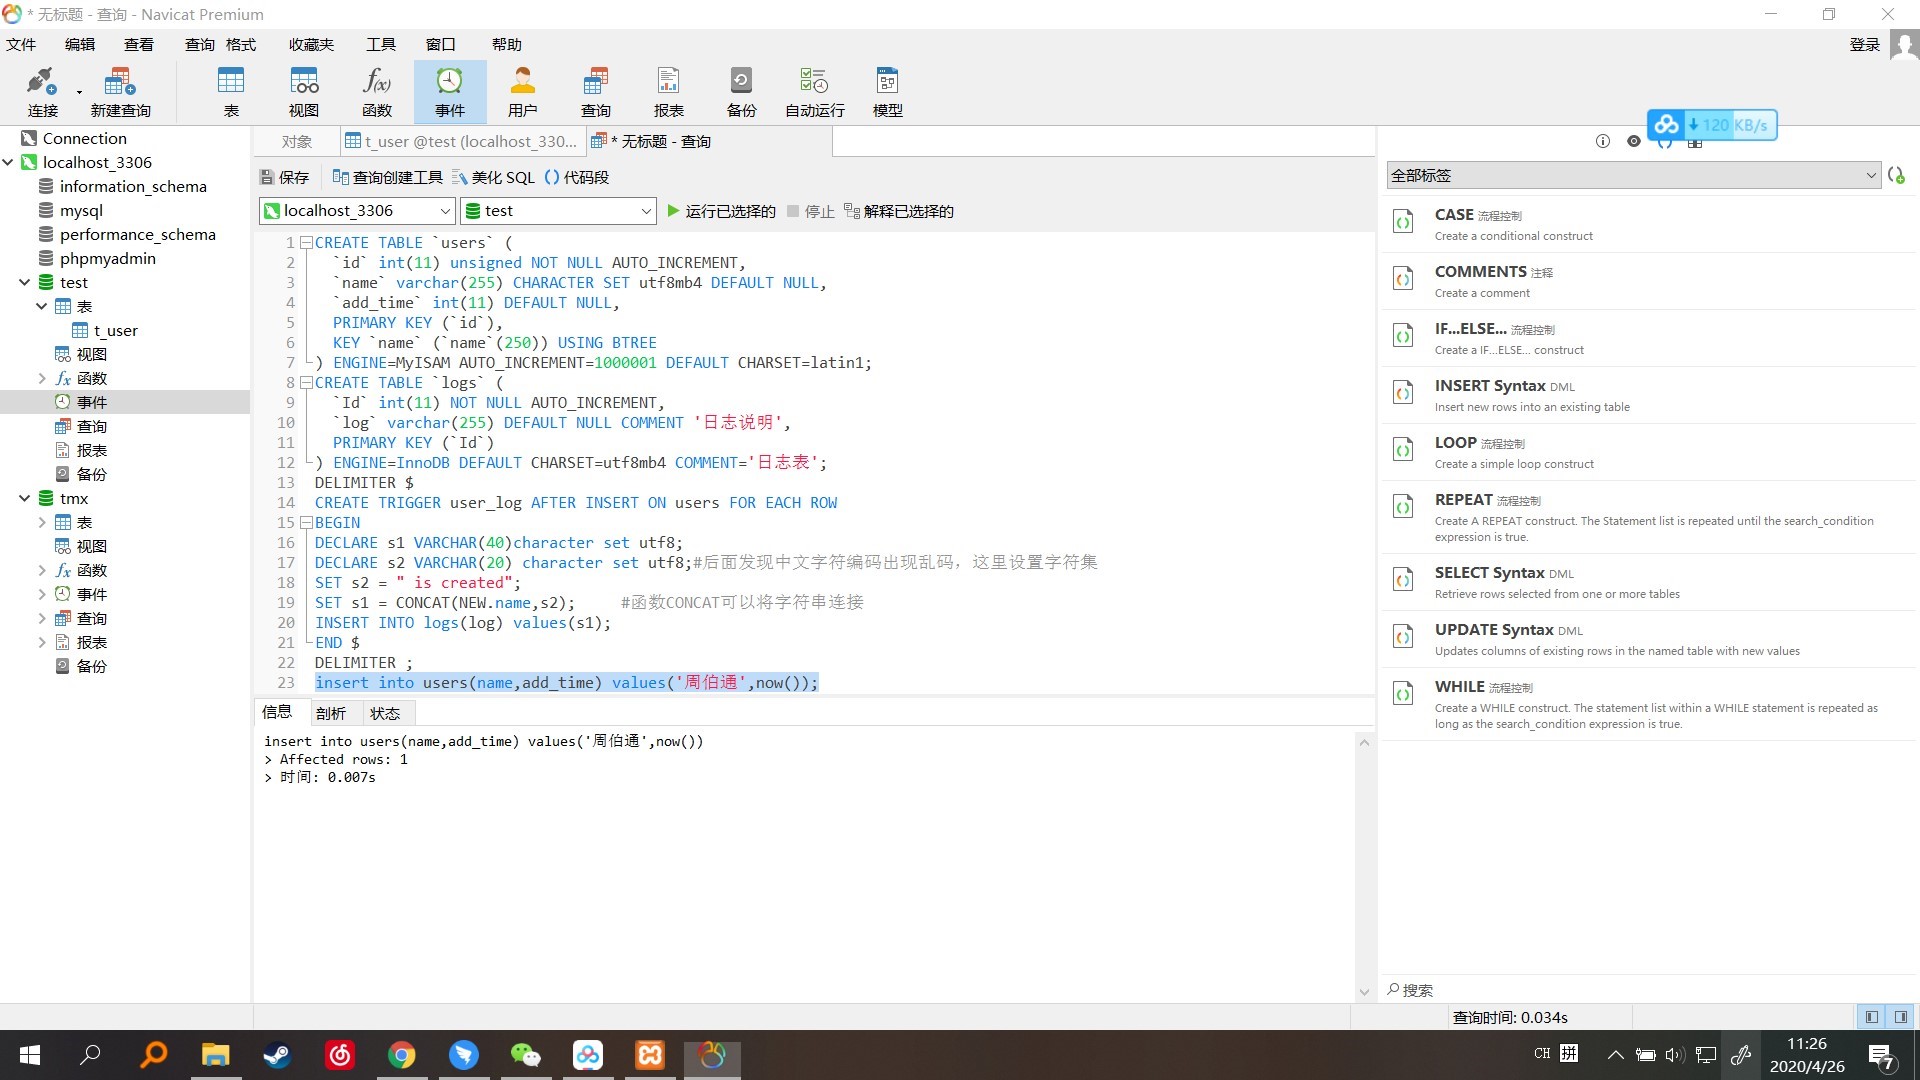 * 无标题 - 查询 - Navicat Premium
文件 编辑 查看 查询 格式 收藏夹 工具 窗口 帮助 登录
连接 新建查询 表 视图 函数 事件 用户 查询 报表 备份 自动运行 模型
120 KB/s
Connection
localhost_3306
information_schema
mysql
performance_schema
phpmyadmin
test
表
t_user
视图
函数
事件
查询
报表
备份
tmx
表
视图
函数
事件
查询
报表
备份
对象 t_user @test (localhost_330... * 无标题 - 查询
保存 查询创建工具 美化 SQL () 代码段
localhost_3306 test 运行已选择的 停止 解释已选择的
1 CREATE TABLE `users` (
2 `id` int(11) unsigned NOT NULL AUTO_INCREMENT,
3 `name` varchar(255) CHARACTER SET utf8mb4 DEFAULT NULL,
4 `add_time` int(11) DEFAULT NULL,
5 PRIMARY KEY (`id`),
6 KEY `name` (`name`(250)) USING BTREE
7 ) ENGINE=MyISAM AUTO_INCREMENT=1000001 DEFAULT CHARSET=latin1;
8 CREATE TABLE `logs` (
9 `Id` int(11) NOT NULL AUTO_INCREMENT,
10 `log` varchar(255) DEFAULT NULL COMMENT '日志说明',
11 PRIMARY KEY (`Id`)
12 ) ENGINE=InnoDB DEFAULT CHARSET=utf8mb4 COMMENT='日志表';
13 DELIMITER $
14 CREATE TRIGGER user_log AFTER INSERT ON users FOR EACH ROW
15 BEGIN
16 DECLARE s1 VARCHAR(40)character set utf8;
17 DECLARE s2 VARCHAR(20) character set utf8;#后面发现中文字符编码出现乱码，这里设置字符集
18 SET s2 = " is created";
19 SET s1 = CONCAT(NEW.name,s2);     #函数CONCAT可以将字符串连接
20 INSERT INTO logs(log) values(s1);
21 END $
22 DELIMITER ;
23 insert into users(name,add_time) values('周伯通',now());
信息 剖析 状态
insert into users(name,add_time) values('周伯通',now())
> Affected rows: 1
> 时间: 0.007s
全部标签
CASE 流程控制
Create a conditional construct
COMMENTS 注释
Create a comment
IF...ELSE... 流程控制
Create a IF...ELSE... construct
INSERT Syntax DML
Insert new rows into an existing table
LOOP 流程控制
Create a simple loop construct
REPEAT 流程控制
Create A REPEAT construct. The Statement list is repeated until the search_condition
expression is true.
SELECT Syntax DML
Retrieve rows selected from one or more tables
UPDATE Syntax DML
Updates columns of existing rows in the named table with new values
WHILE 流程控制
Create a WHILE construct. The statement list within a WHILE statement is repeated as
long as the search_condition expression is true.
搜索
查询时间: 0.034s
CH 拼
11:26
2020/4/26
7